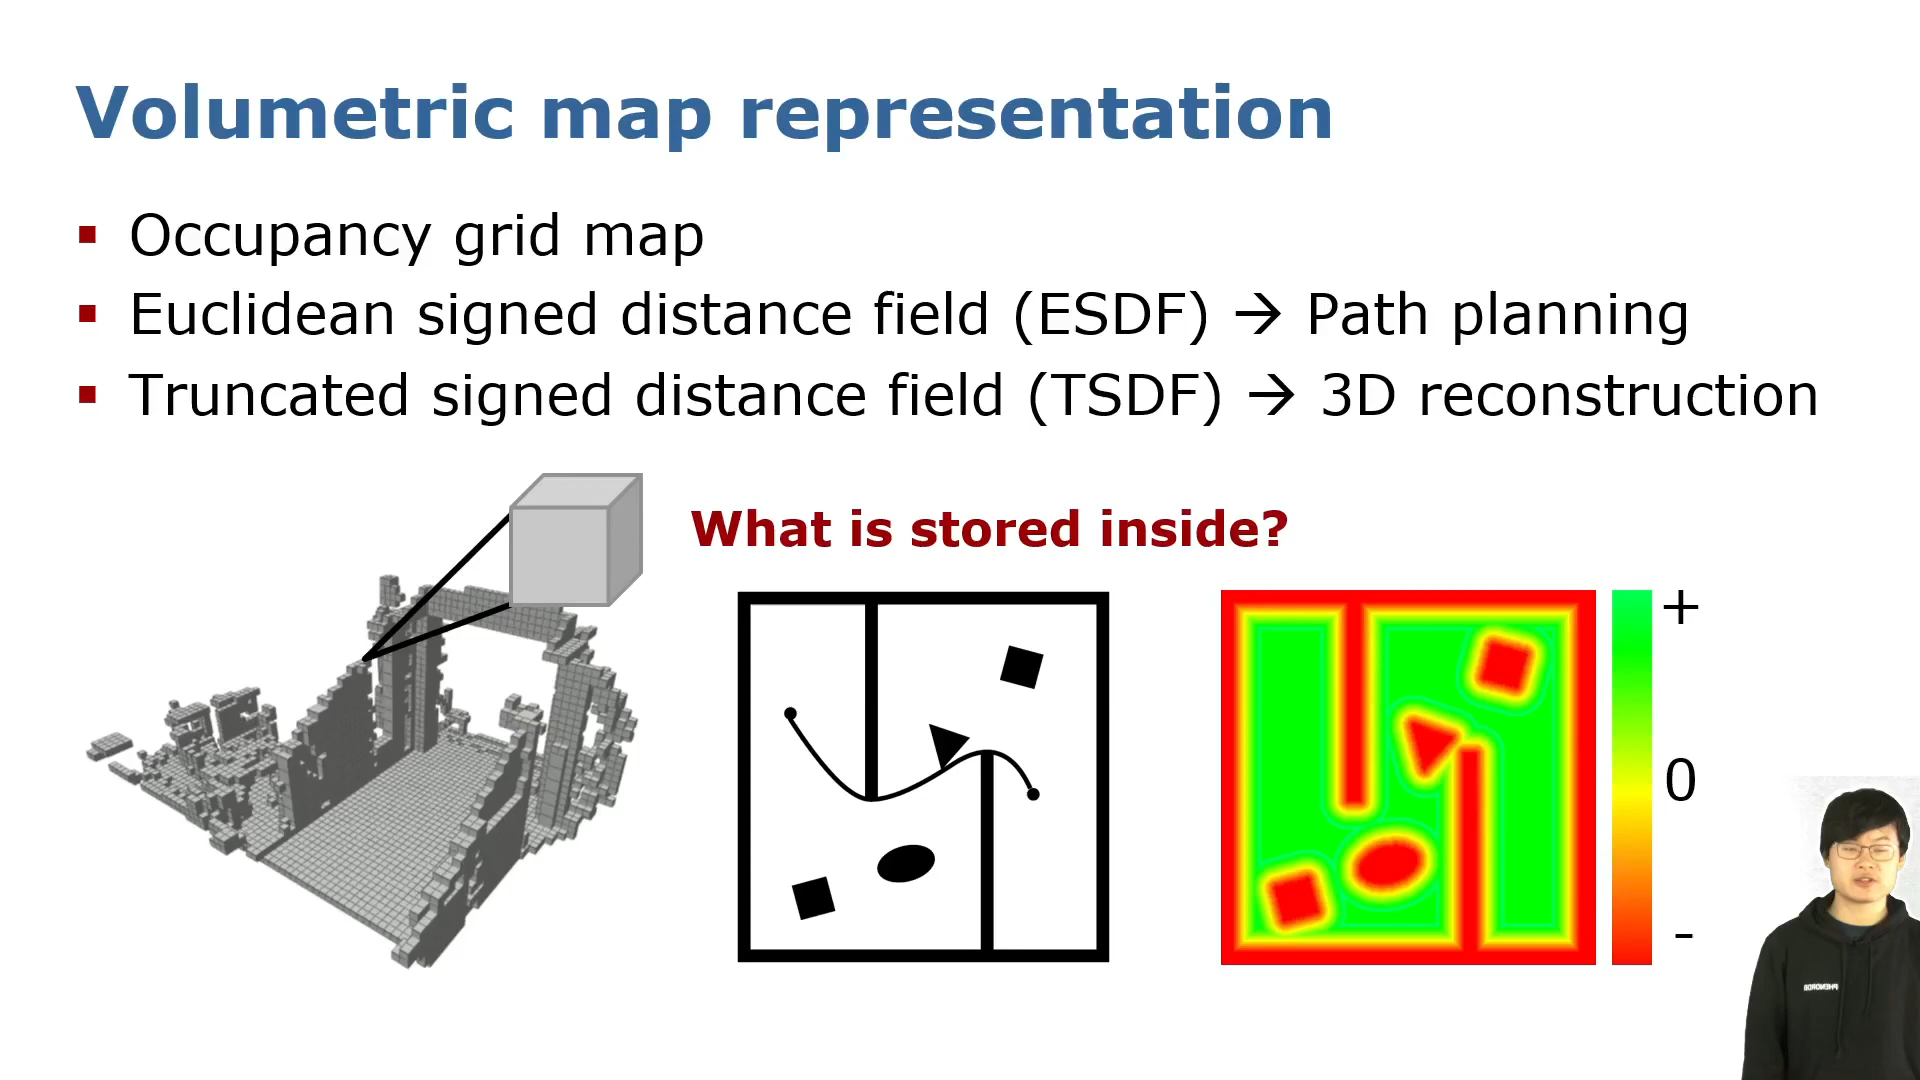 Volumetric map representation
▪ Occupancy grid map
▪ Euclidean signed distance field (ESDF) → Path planning
▪ Truncated signed distance field (TSDF) → 3D reconstruction
What is stored inside?
+
0
-